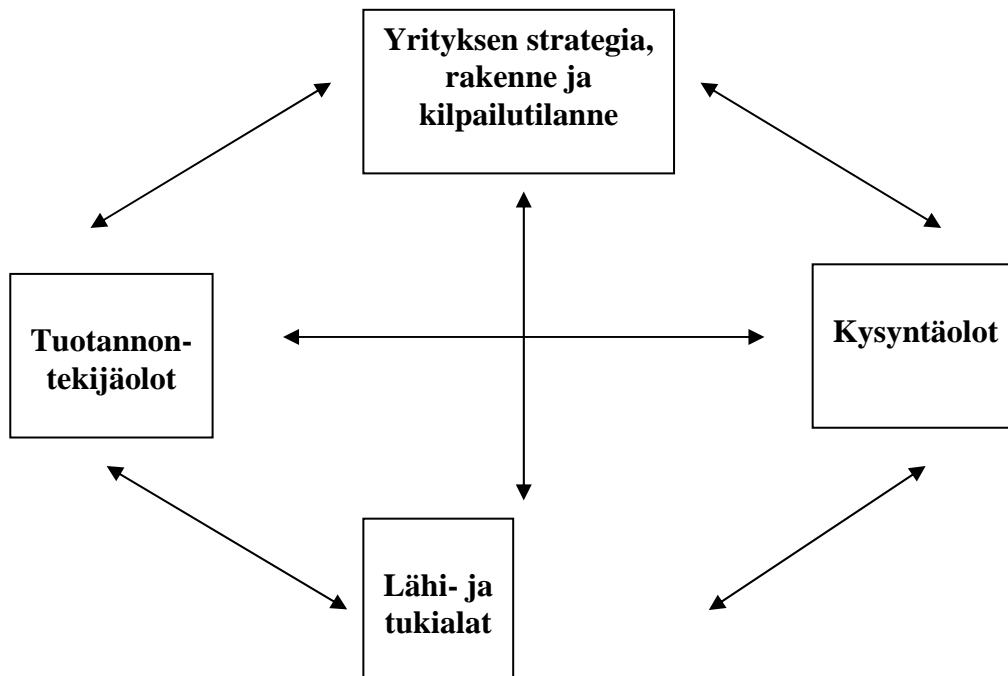 Yrityksen strategia,
rakenne ja
kilpailutilanne
Tuotannon-
tekijäolot
Kysyntäolot
Lähi- ja
tukialat